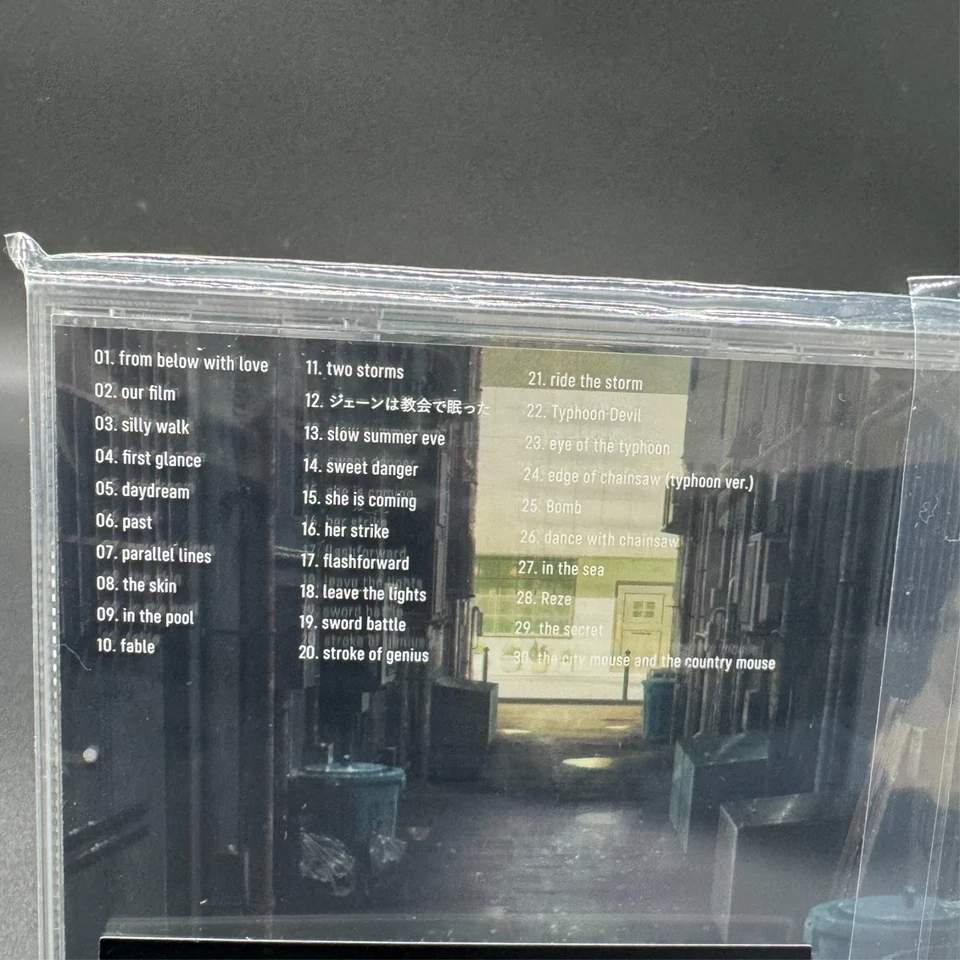 01. from below with love
02. our film
03. silly walk
04. first glance
05. daydream
06. past
07. parallel lines
08. the skin
09. in the pool
10. fable
11. two storms
12. ジェーンは教会で眠った
13. slow summer eve
14. sweet danger
15. she is coming
16. her strike
17. flashforward
18. leave the lights
19. sword battle
20. stroke of genius
21. ride the storm
22. Typhoon Devil
23. eye of the typhoon
24. edge of chainsaw (typhoon ver.)
25. Bomb
26. dance with chainsaw
27. in the sea
28. Reze
29. the secret
30. the city mouse and the country mouse